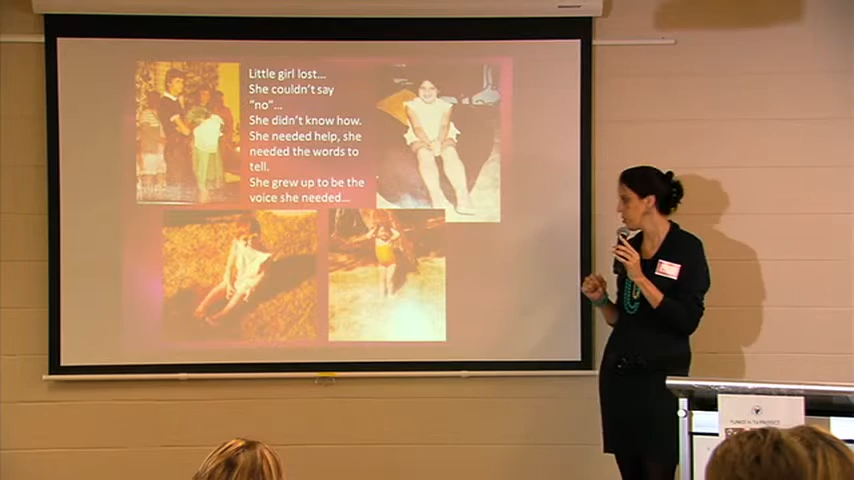 Little girl lost...
She couldn't say
"no"...
She didn't know how.
She needed help, she
needed the words to
tell.
She grew up to be the
voice she needed...